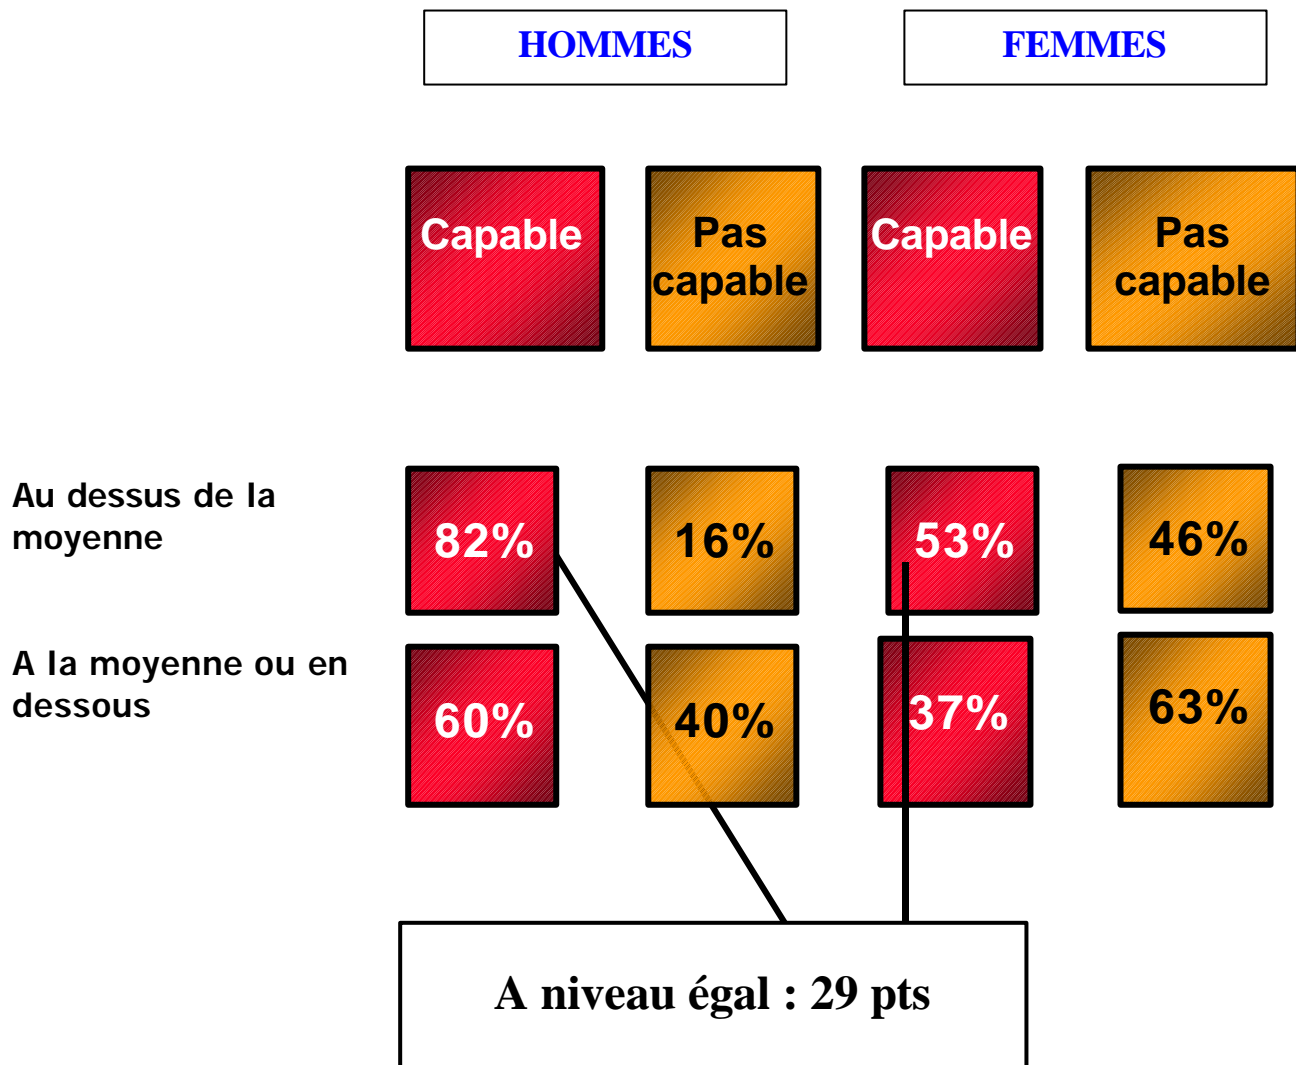 HOMMES
FEMMES
Capable
Pas
capable
Capable
Pas
capable
Au dessus de la
moyenne
82%
16%
53%
46%
A la moyenne ou en
dessous
60%
40%
37%
63%
A niveau égal : 29 pts